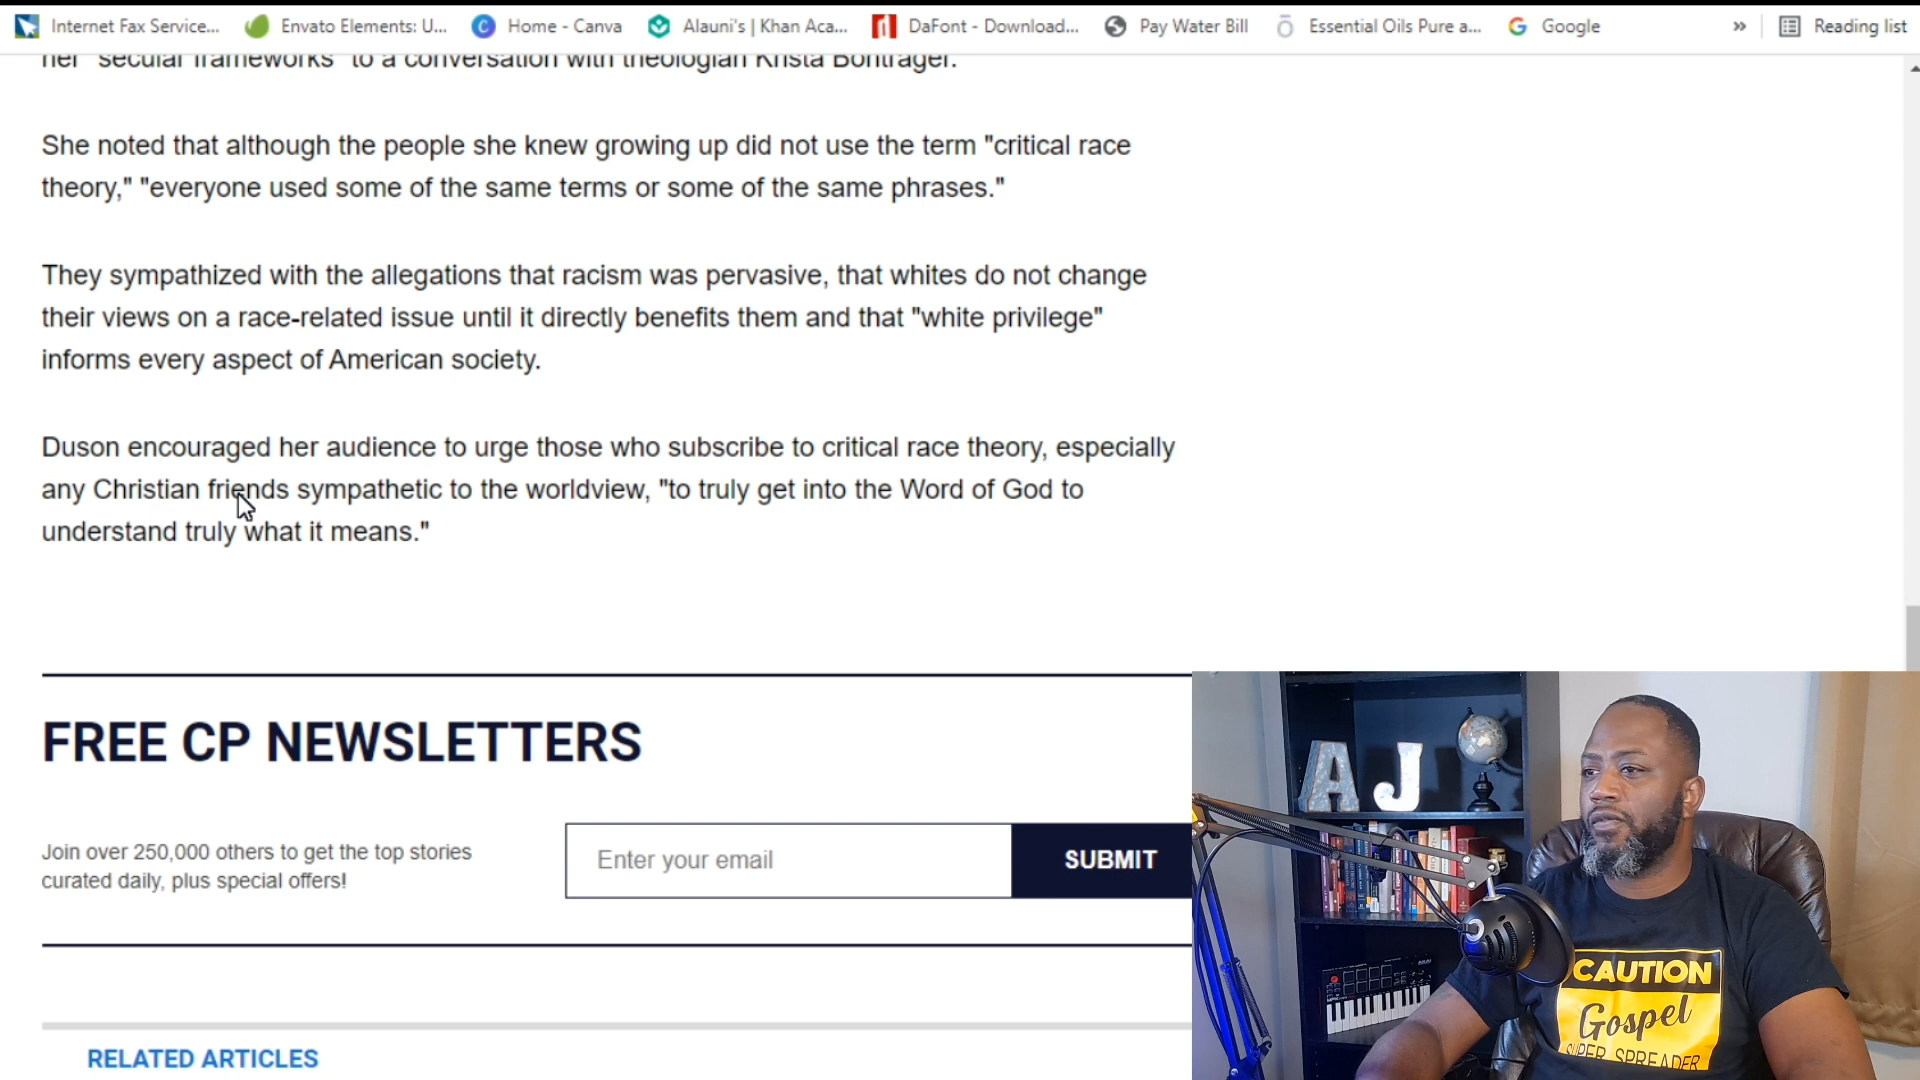 Internet Fax Service... Envato Elements: U... Home - Canva Alauni's | Khan Aca... DaFont - Download... Pay Water Bill Essential Oils Pure a... Google » Reading list
her "secular frameworks" to a conversation with theologian Krista Bontrager.
She noted that although the people she knew growing up did not use the term "critical race
theory," "everyone used some of the same terms or some of the same phrases."
They sympathized with the allegations that racism was pervasive, that whites do not change
their views on a race-related issue until it directly benefits them and that "white privilege"
informs every aspect of American society.
Duson encouraged her audience to urge those who subscribe to critical race theory, especially
any Christian friends sympathetic to the worldview, "to truly get into the Word of God to
understand truly what it means."
FREE CP NEWSLETTERS
Join over 250,000 others to get the top stories
curated daily, plus special offers!
Enter your email
SUBMIT
RELATED ARTICLES
A J
CAUTION
Gospel
SUPER SPREADER